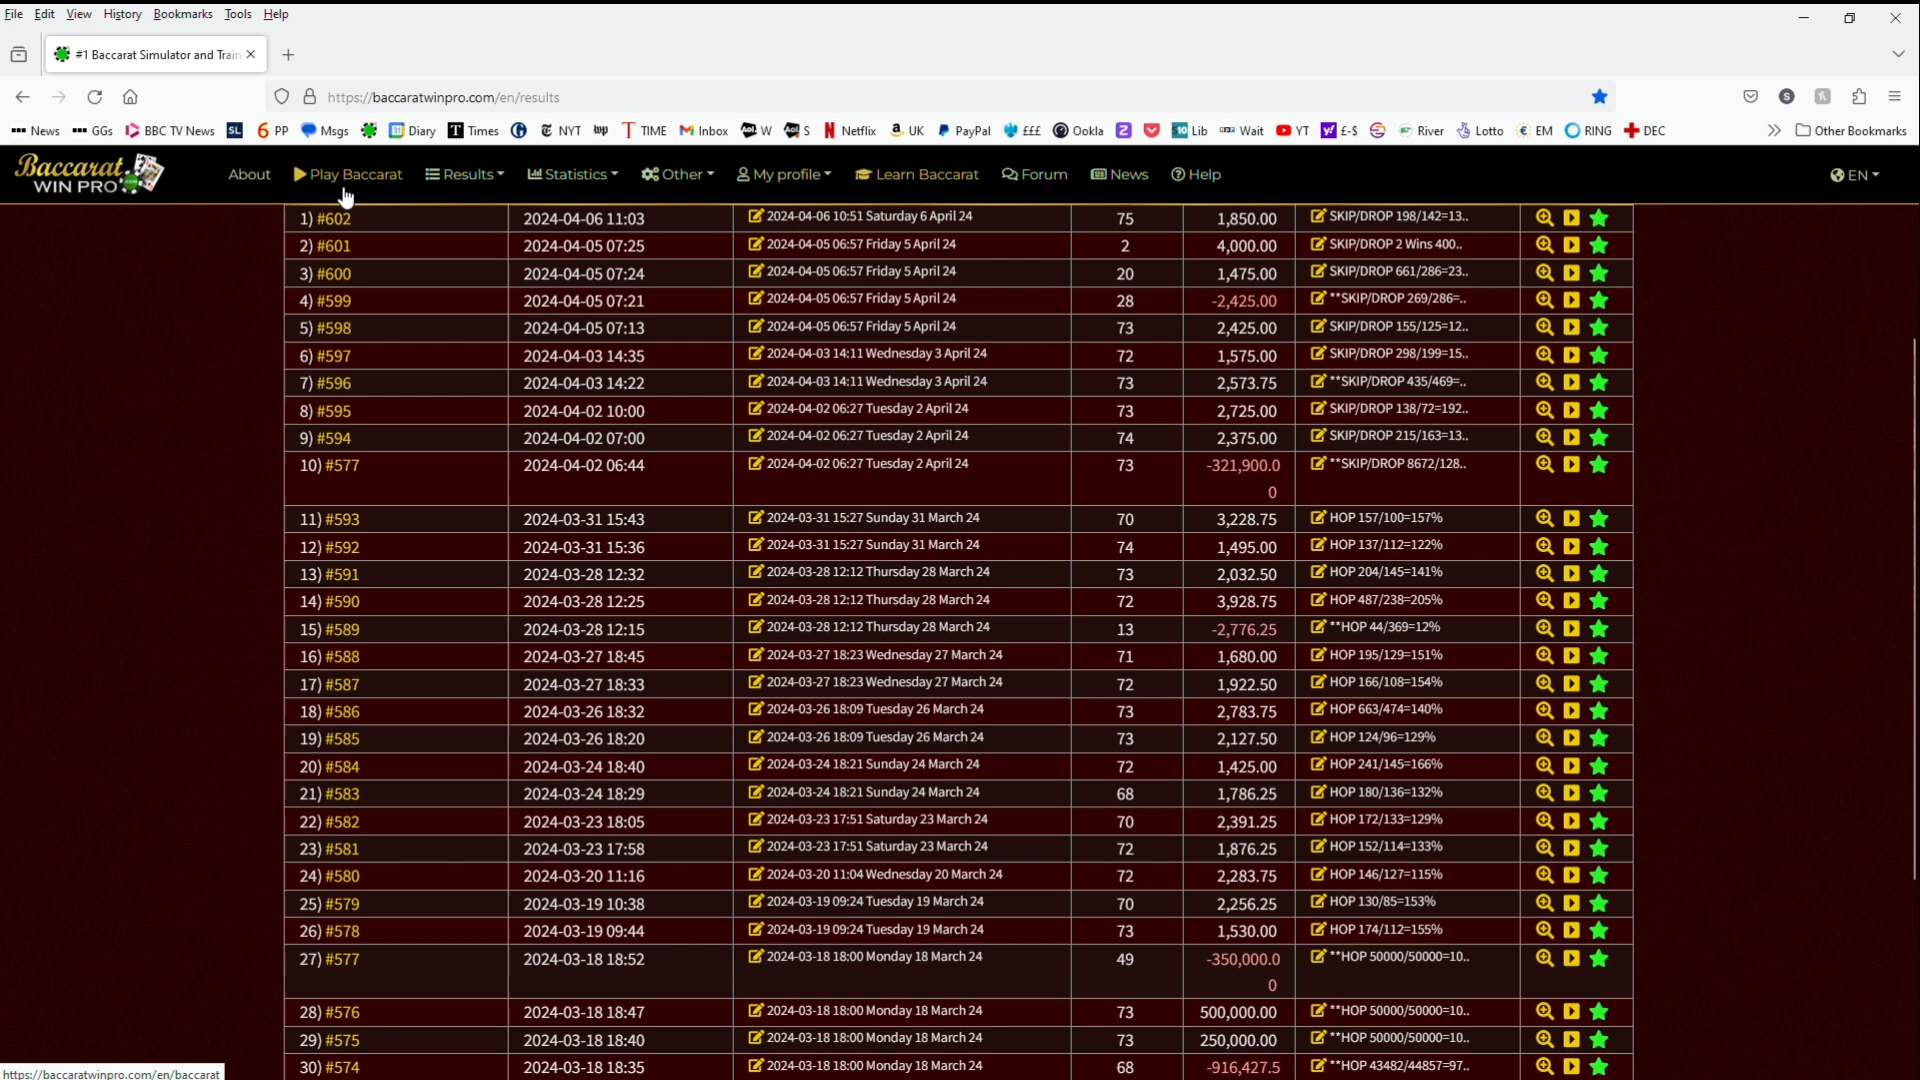 File Edit View History Bookmarks Tools Help
#1 Baccarat Simulator and Train
https://baccaratwinpro.com/en/results
News GGs BBC TV News SL 6 PP Msgs Diary T Times NYT wp TIME Inbox Aol. W Aol. S Netflix UK PayPal £££ Ookla Z 10 Lib Wait YT £-$ River Lotto EM RING DEC Other Bookmarks
Baccarat WIN PRO About Play Baccarat Results Statistics Other My profile Learn Baccarat Forum News Help EN
1) #602 2024-04-06 11:03 2024-04-06 10:51 Saturday 6 April 24 75 1,850.00 SKIP/DROP 198/142=13..
2) #601 2024-04-05 07:25 2024-04-05 06:57 Friday 5 April 24 2 4,000.00 SKIP/DROP 2 Wins 400..
3) #600 2024-04-05 07:24 2024-04-05 06:57 Friday 5 April 24 20 1,475.00 SKIP/DROP 661/286=23..
4) #599 2024-04-05 07:21 2024-04-05 06:57 Friday 5 April 24 28 -2,425.00 **SKIP/DROP 269/286=..
5) #598 2024-04-05 07:13 2024-04-05 06:57 Friday 5 April 24 73 2,425.00 SKIP/DROP 155/125=12..
6) #597 2024-04-03 14:35 2024-04-03 14:11 Wednesday 3 April 24 72 1,575.00 SKIP/DROP 298/199=15..
7) #596 2024-04-03 14:22 2024-04-03 14:11 Wednesday 3 April 24 73 2,573.75 **SKIP/DROP 435/469=..
8) #595 2024-04-02 10:00 2024-04-02 06:27 Tuesday 2 April 24 73 2,725.00 SKIP/DROP 138/72=192..
9) #594 2024-04-02 07:00 2024-04-02 06:27 Tuesday 2 April 24 74 2,375.00 SKIP/DROP 215/163=13..
10) #577 2024-04-02 06:44 2024-04-02 06:27 Tuesday 2 April 24 73 -321,900.0 **SKIP/DROP 8672/128..
0
11) #593 2024-03-31 15:43 2024-03-31 15:27 Sunday 31 March 24 70 3,228.75 HOP 157/100=157%
12) #592 2024-03-31 15:36 2024-03-31 15:27 Sunday 31 March 24 74 1,495.00 HOP 137/112=122%
13) #591 2024-03-28 12:32 2024-03-28 12:12 Thursday 28 March 24 73 2,032.50 HOP 204/145=141%
14) #590 2024-03-28 12:25 2024-03-28 12:12 Thursday 28 March 24 72 3,928.75 HOP 487/238=205%
15) #589 2024-03-28 12:15 2024-03-28 12:12 Thursday 28 March 24 13 -2,776.25 **HOP 44/369=12%
16) #588 2024-03-27 18:45 2024-03-27 18:23 Wednesday 27 March 24 71 1,680.00 HOP 195/129=151%
17) #587 2024-03-27 18:33 2024-03-27 18:23 Wednesday 27 March 24 72 1,922.50 HOP 166/108=154%
18) #586 2024-03-26 18:32 2024-03-26 18:09 Tuesday 26 March 24 73 2,783.75 HOP 663/474=140%
19) #585 2024-03-26 18:20 2024-03-26 18:09 Tuesday 26 March 24 73 2,127.50 HOP 124/96=129%
20) #584 2024-03-24 18:40 2024-03-24 18:21 Sunday 24 March 24 72 1,425.00 HOP 241/145=166%
21) #583 2024-03-24 18:29 2024-03-24 18:21 Sunday 24 March 24 68 1,786.25 HOP 180/136=132%
22) #582 2024-03-23 18:05 2024-03-23 17:51 Saturday 23 March 24 70 2,391.25 HOP 172/133=129%
23) #581 2024-03-23 17:58 2024-03-23 17:51 Saturday 23 March 24 72 1,876.25 HOP 152/114=133%
24) #580 2024-03-20 11:16 2024-03-20 11:04 Wednesday 20 March 24 72 2,283.75 HOP 146/127=115%
25) #579 2024-03-19 10:38 2024-03-19 09:24 Tuesday 19 March 24 70 2,256.25 HOP 130/85=153%
26) #578 2024-03-19 09:44 2024-03-19 09:24 Tuesday 19 March 24 73 1,530.00 HOP 174/112=155%
27) #577 2024-03-18 18:52 2024-03-18 18:00 Monday 18 March 24 49 -350,000.0 **HOP 50000/50000=10..
0
28) #576 2024-03-18 18:47 2024-03-18 18:00 Monday 18 March 24 73 500,000.00 **HOP 50000/50000=10..
29) #575 2024-03-18 18:40 2024-03-18 18:00 Monday 18 March 24 73 250,000.00 **HOP 50000/50000=10..
30) #574 2024-03-18 18:35 2024-03-18 18:00 Monday 18 March 24 68 -916,427.5 **HOP 43482/44857=97..
https://baccaratwinpro.com/en/baccarat